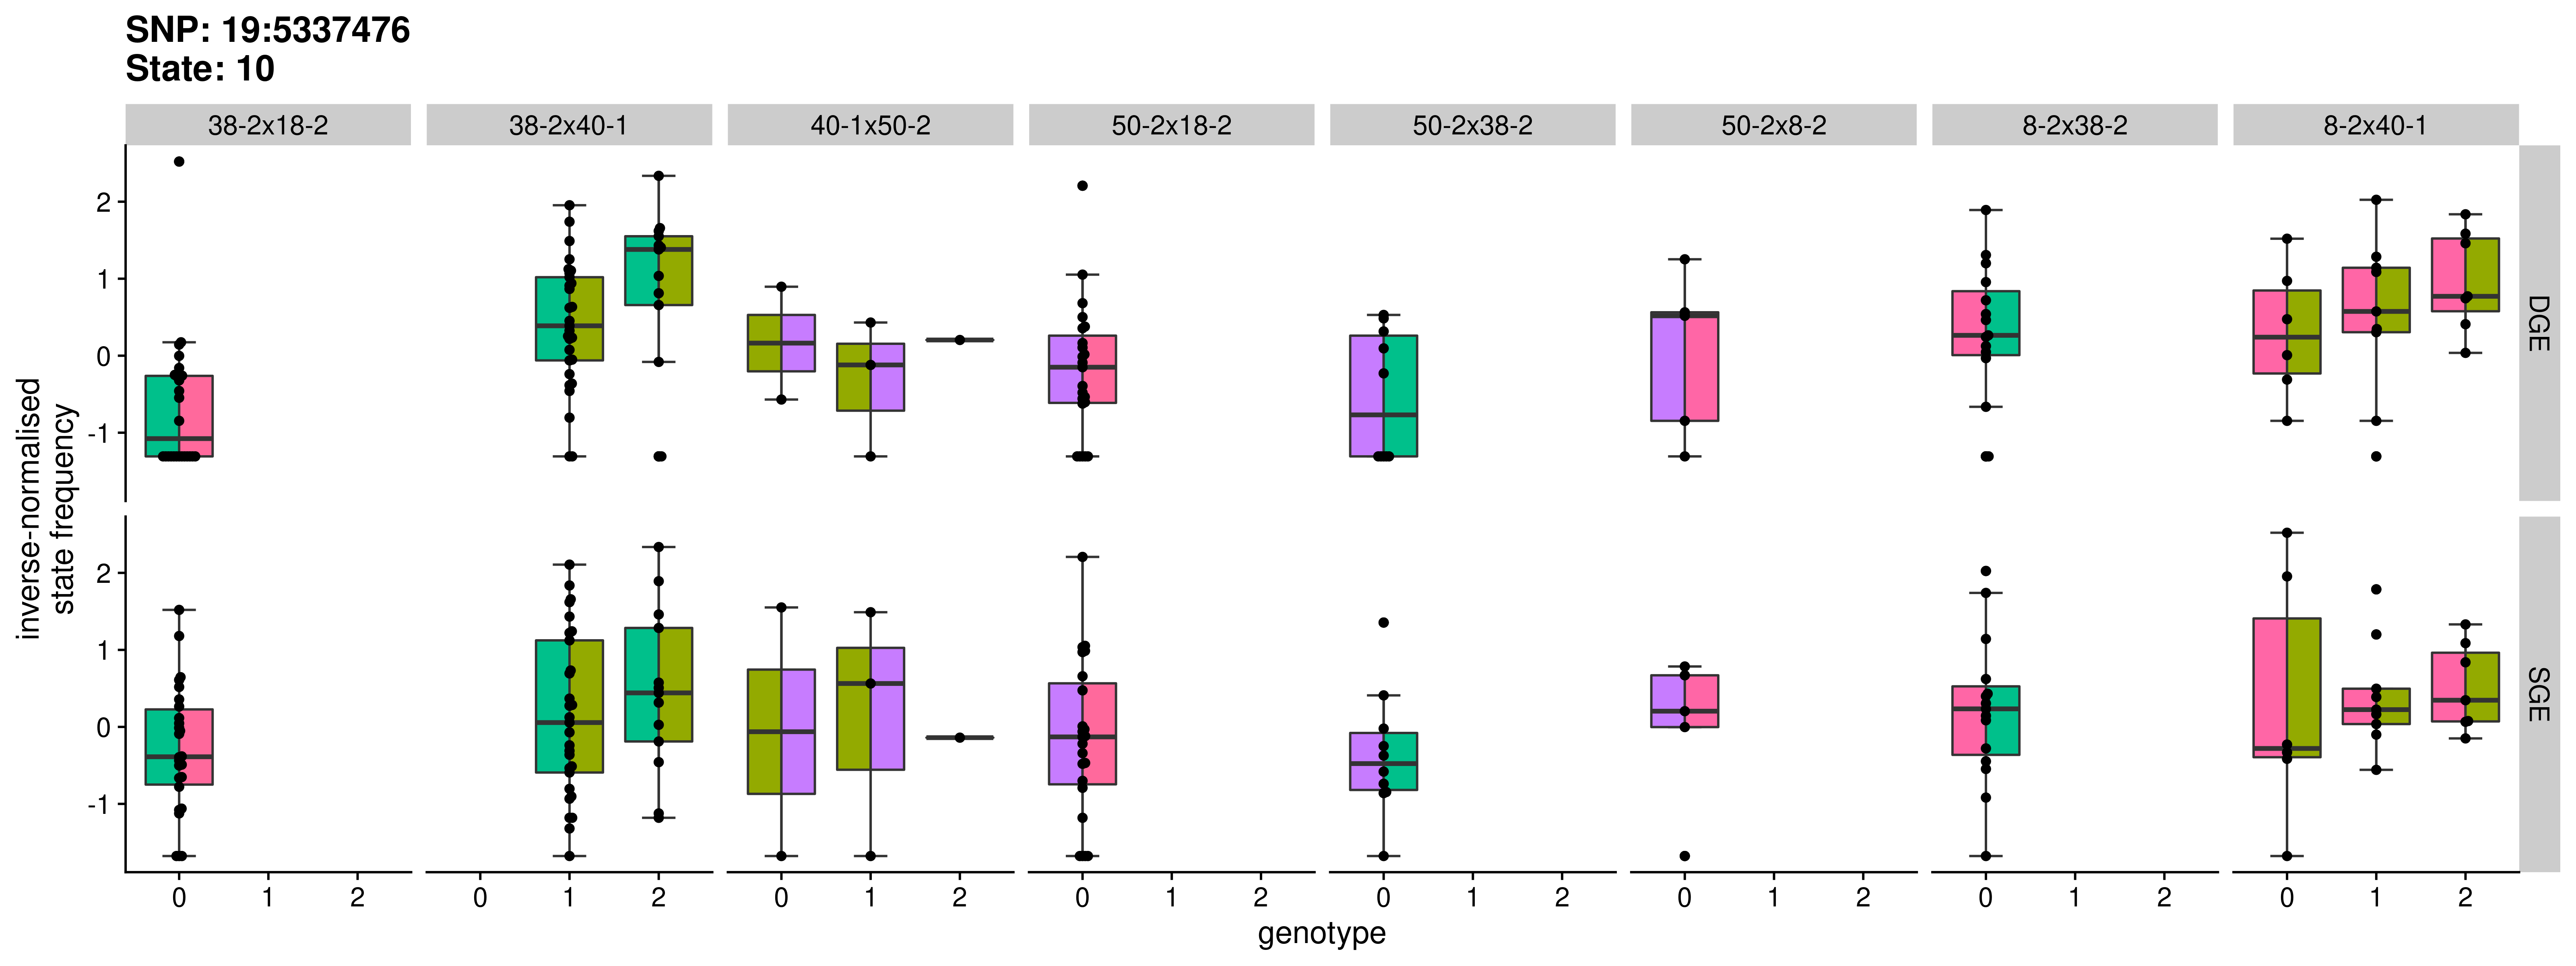 SNP: 19:5337476
State: 10
38-2x18-2 38-2x40-1 40-1x50-2 50-2x18-2 50-2x38-2 50-2x8-2 8-2x38-2 8-2x40-1
inverse-normalised
state frequency
2
1
0
-1
DGE
2
1
0
-1
SGE
0 1 2 0 1 2 0 1 2 0 1 2 0 1 2 0 1 2 0 1 2 0 1 2
genotype